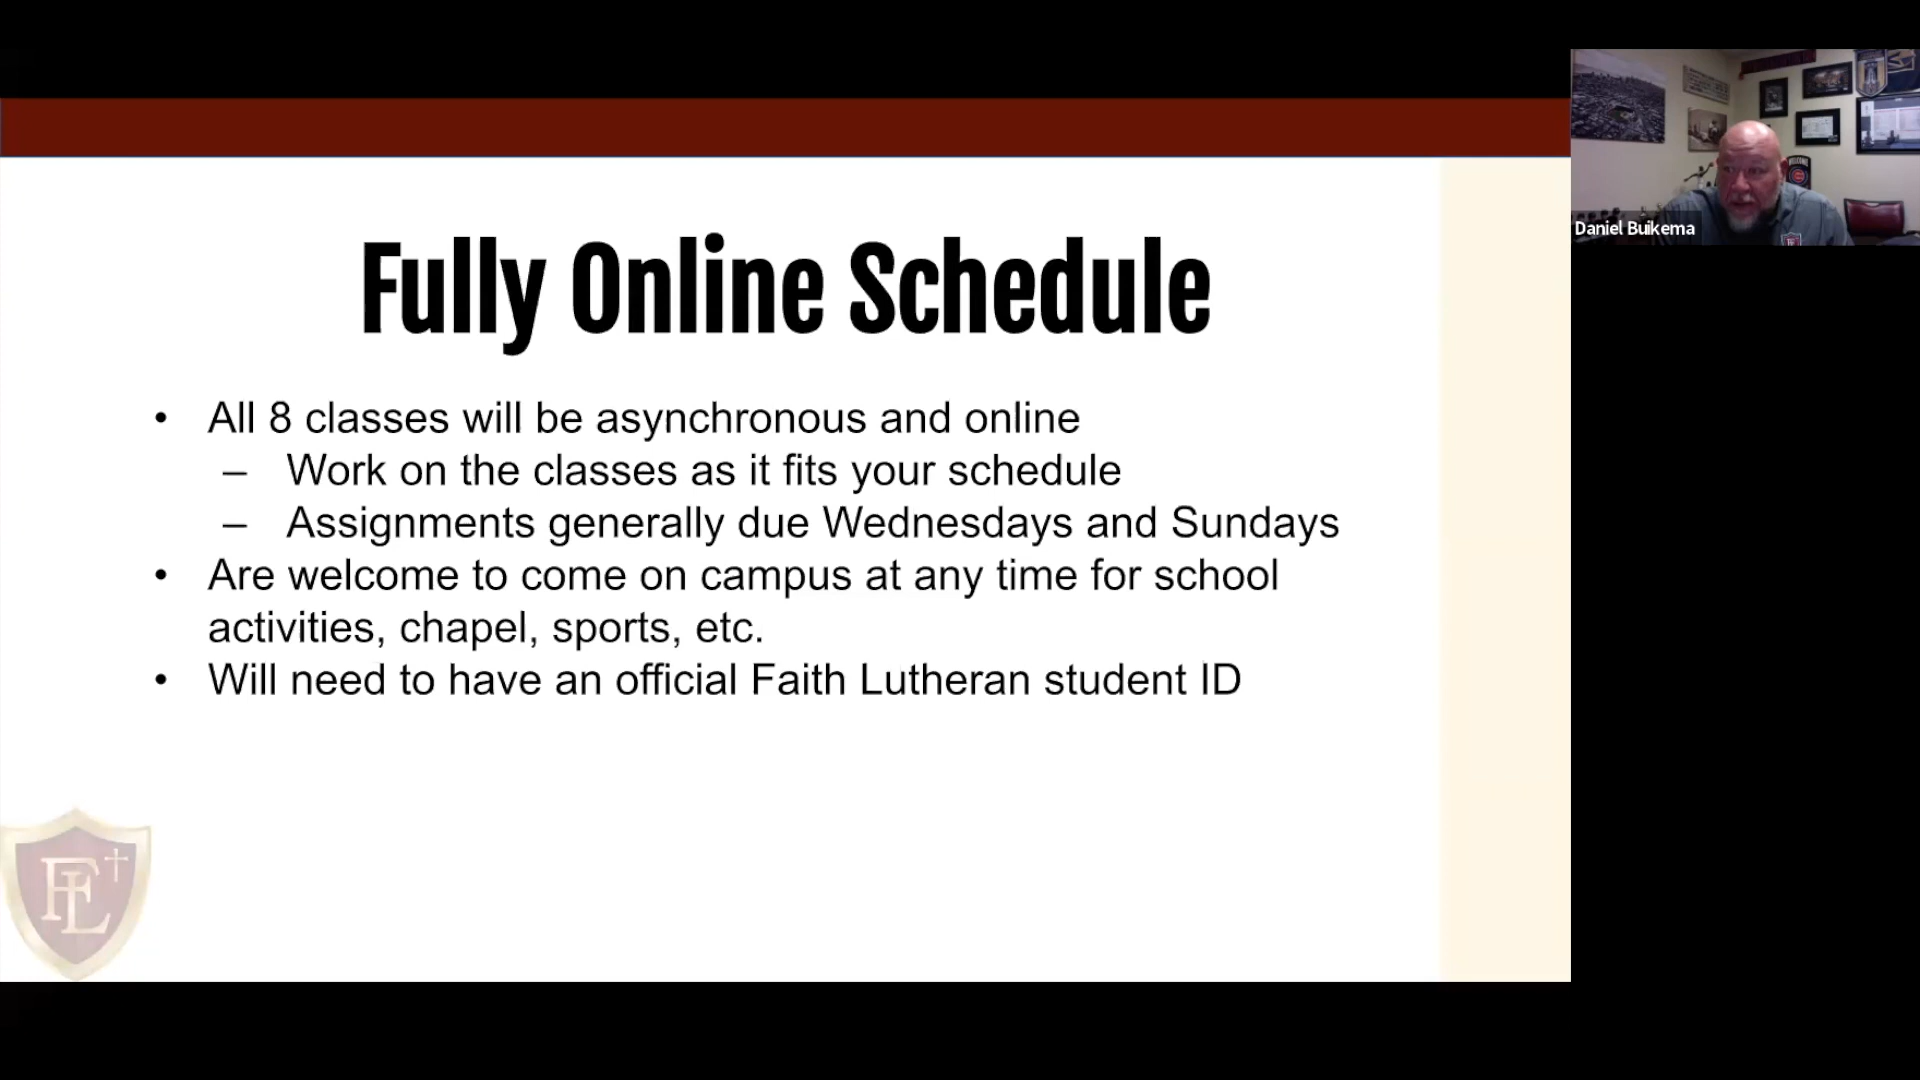 Fully Online Schedule
• All 8 classes will be asynchronous and online
– Work on the classes as it fits your schedule
– Assignments generally due Wednesdays and Sundays
• Are welcome to come on campus at any time for school
activities, chapel, sports, etc.
• Will need to have an official Faith Lutheran student ID
FL
Daniel Buikema
WELCOME